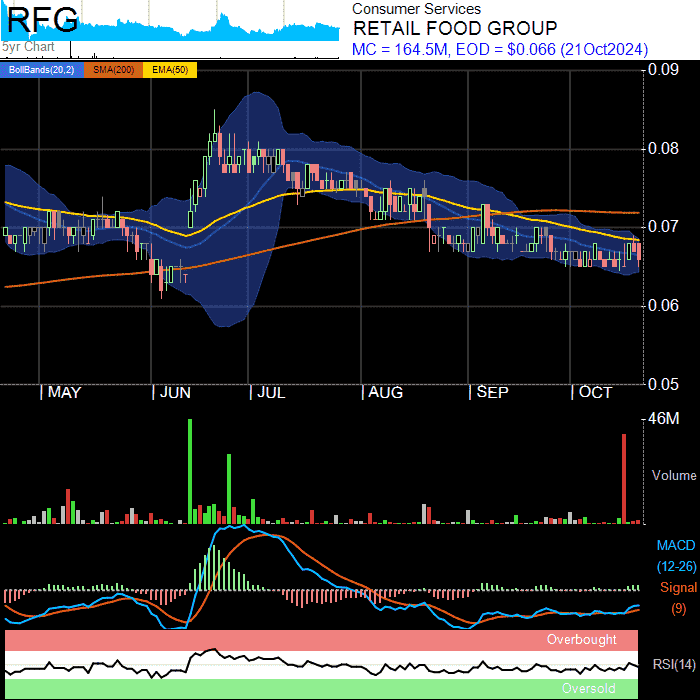 RFG
5yr Chart
Consumer Services
RETAIL FOOD GROUP
MC = 164.5M, EOD = $0.066 (21Oct2024)
BollBands(20,2) SMA(200) EMA(50)
0.09
0.08
0.07
0.06
0.05
| MAY | JUN | JUL | AUG | SEP | OCT
46M
Volume
MACD
(12-26)
Signal
(9)
Overbought
RSI(14)
Oversold